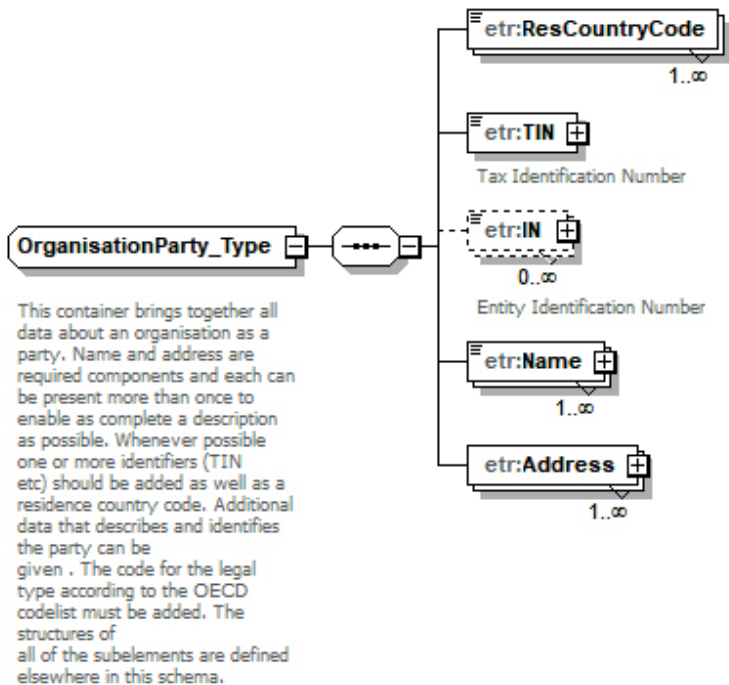 etr:ResCountryCode
1..∞
etr:TIN
Tax Identification Number
OrganisationParty_Type
etr:IN
0..∞
Entity Identification Number
This container brings together all
data about an organisation as a
party. Name and address are
required components and each can
be present more than once to
enable as complete a description
as possible. Whenever possible
one or more identifiers (TIN
etc) should be added as well as a
residence country code. Additional
data that describes and identifies
the party can be
given . The code for the legal
type according to the OECD
codelist must be added. The
structures of
all of the subelements are defined
elsewhere in this schema.
etr:Name
1..∞
etr:Address
1..∞